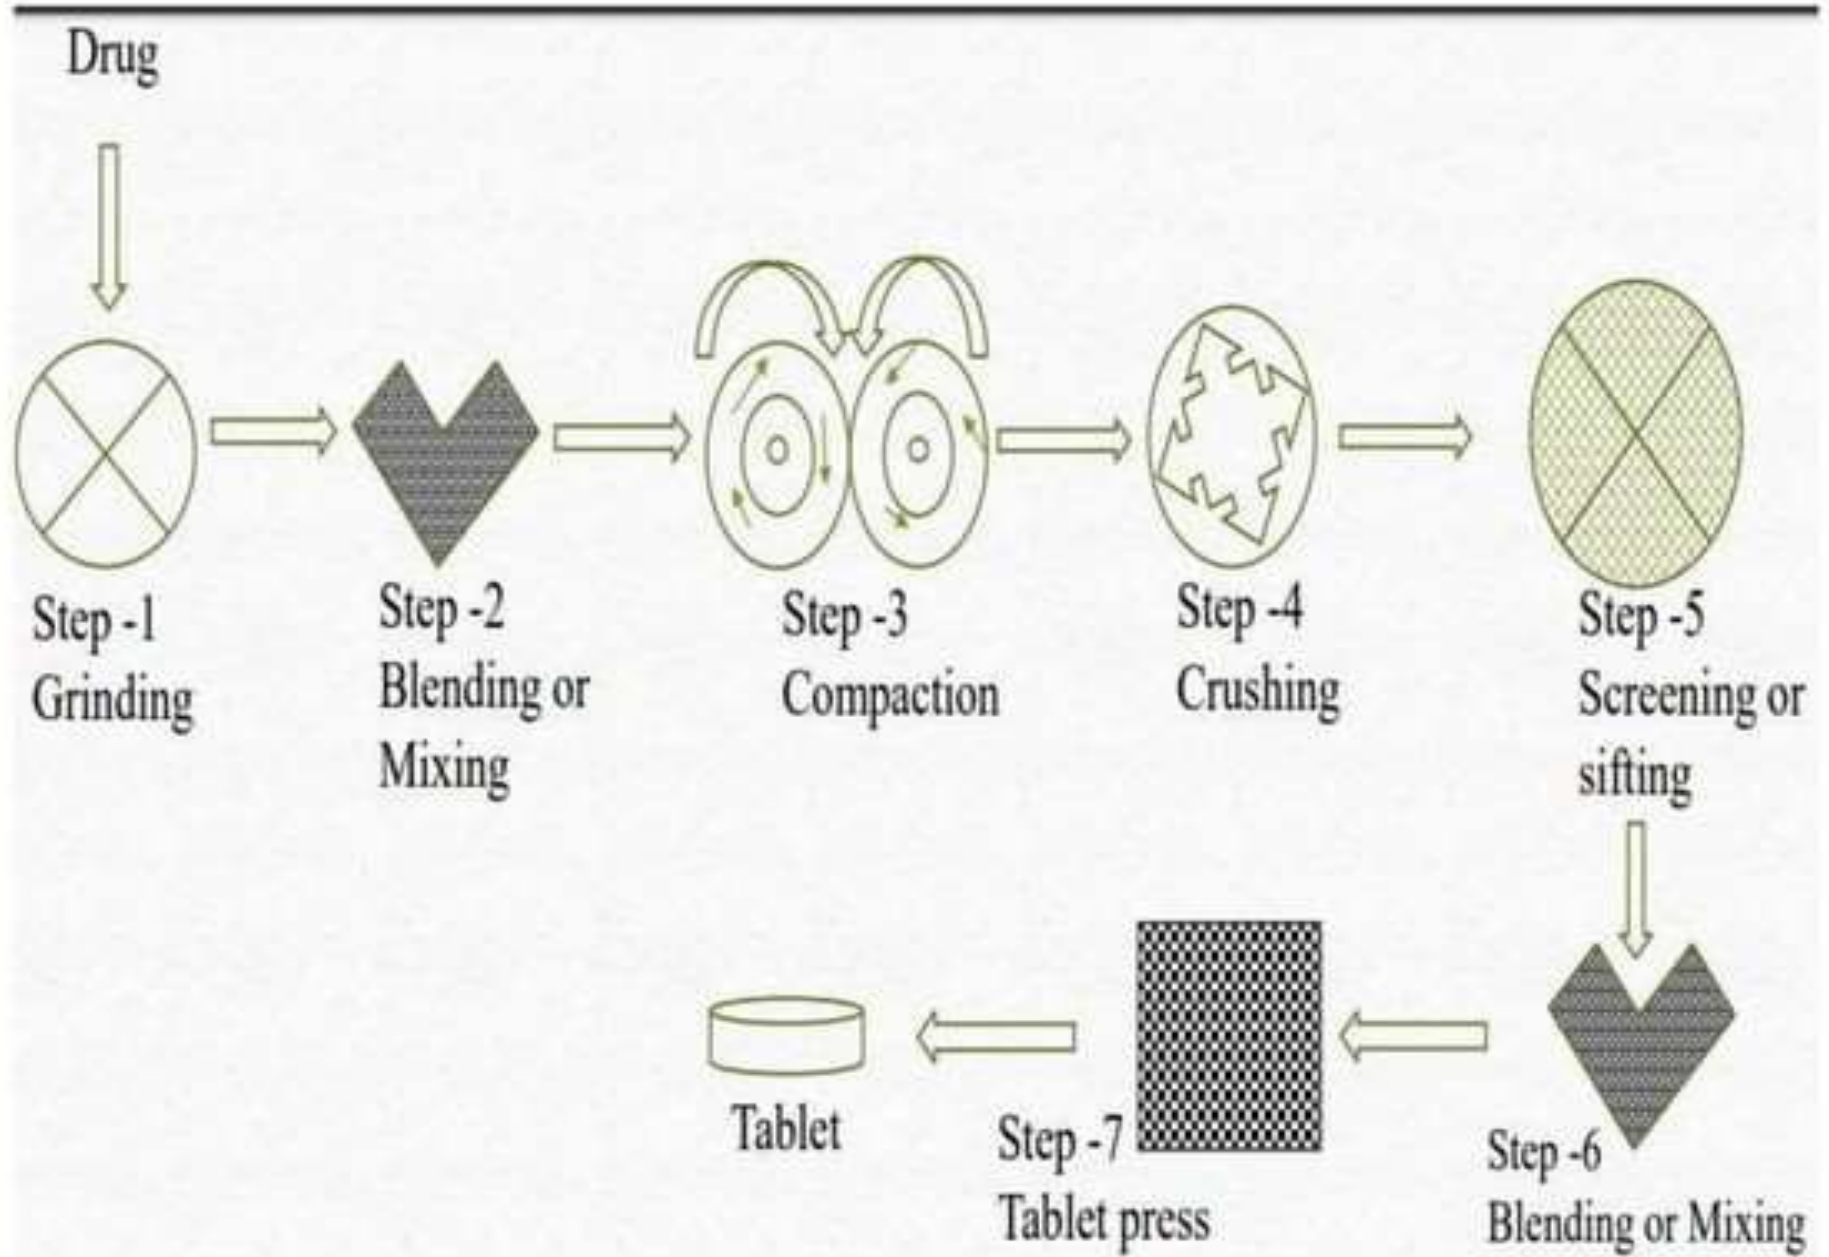 Drug
Step -1
Grinding
Step -2
Blending or
Mixing
Step -3
Compaction
Step -4
Crushing
Step -5
Screening or
sifting
Step -6
Blending or Mixing
Step -7
Tablet press
Tablet